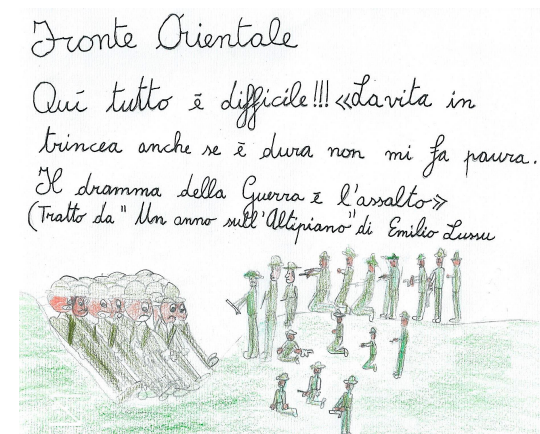 Fronte Orientale
Quí tutto è difficile!!! «La vita in
trincea anche se è dura non mi fa paura.
Il dramma della Guerra è l'assalto»
(Tratto da "Un anno sull'Altipiano" di Emilio Lussu